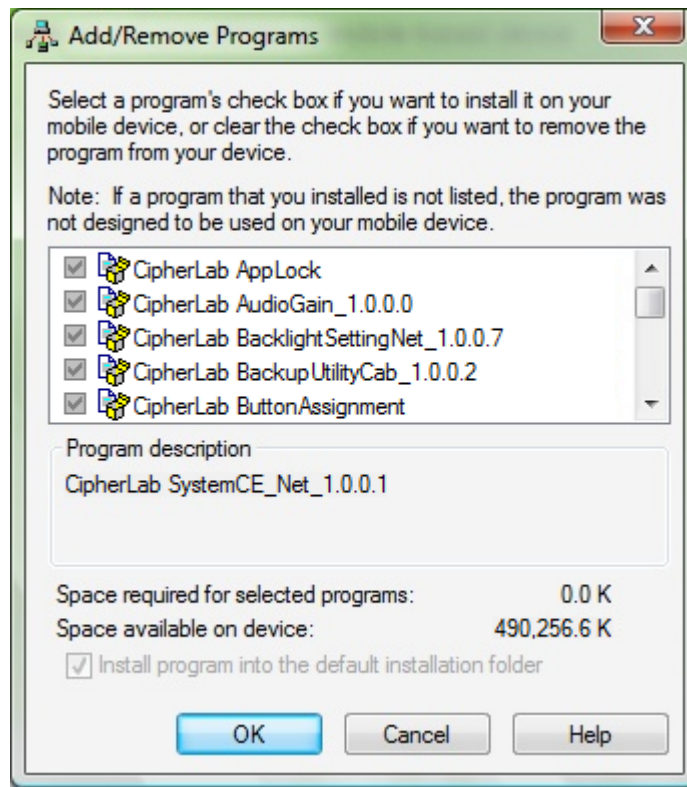 Add/Remove Programs
Select a program's check box if you want to install it on your
mobile device, or clear the check box if you want to remove the
program from your device.
Note: If a program that you installed is not listed, the program was
not designed to be used on your mobile device.
CipherLab AppLock
CipherLab AudioGain_1.0.0.0
CipherLab BacklightSettingNet_1.0.0.7
CipherLab BackupUtilityCab_1.0.0.2
CipherLab ButtonAssignment
Program description
CipherLab SystemCE_Net_1.0.0.1
Space required for selected programs: 0.0 K
Space available on device: 490,256.6 K
Install program into the default installation folder
OK Cancel Help